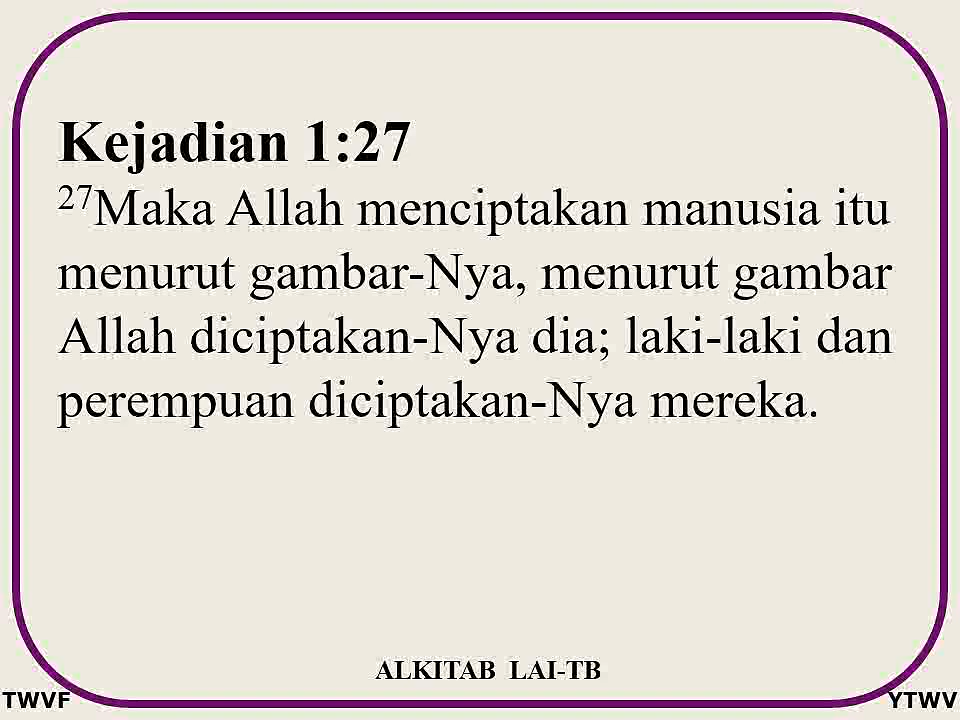 Kejadian 1:27
27Maka Allah menciptakan manusia itu
menurut gambar-Nya, menurut gambar
Allah diciptakan-Nya dia; laki-laki dan
perempuan diciptakan-Nya mereka.
ALKITAB LAI-TB
TWVF
YTWV